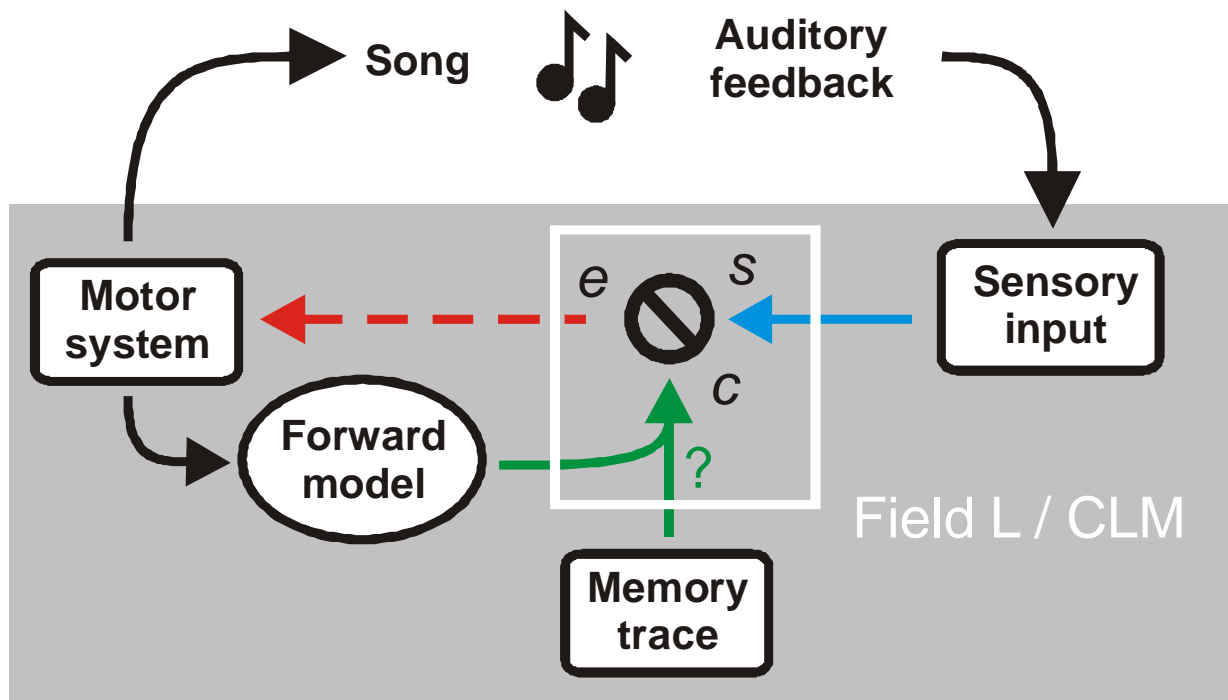 Song
Auditory
feedback
Motor
system
e
s
Sensory
input
c
Forward
model
?
Field L / CLM
Memory
trace